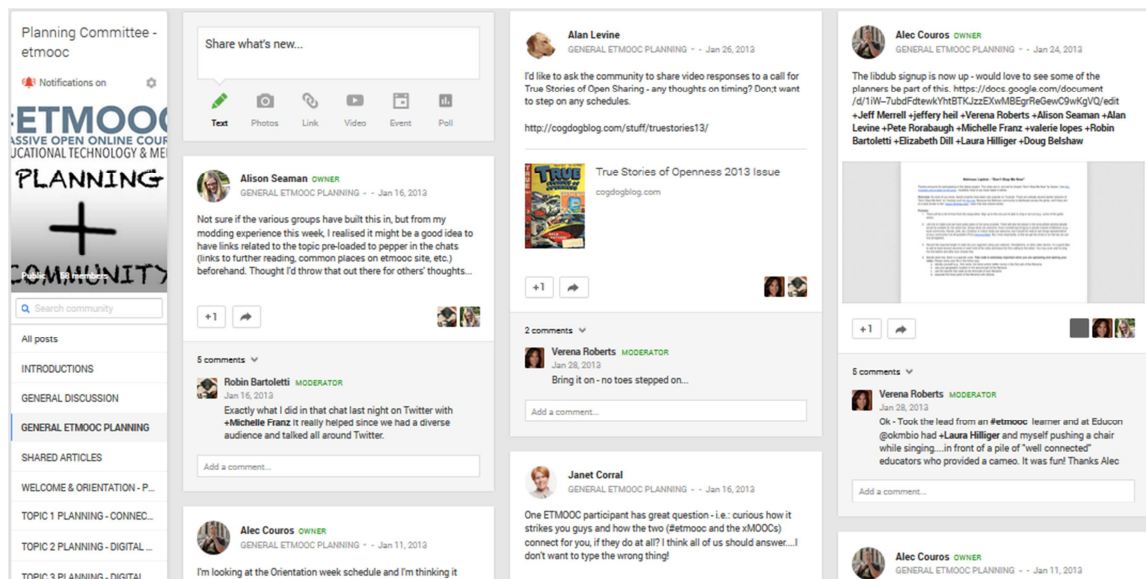 Planning Committee -
etmooc
Notifications on
#ETMOOC
ASSIVE OPEN ONLINE COUR
UCATIONAL TECHNOLOGY & ME
PLANNING
+
COMMUNITY
Public 68 members
Search community
All posts
INTRODUCTIONS
GENERAL DISCUSSION
GENERAL ETMOOC PLANNING
SHARED ARTICLES
WELCOME & ORIENTATION - P...
TOPIC 1 PLANNING - CONNEC...
TOPIC 2 PLANNING - DIGITAL ...
TOPIC 3 PLANNING - DIGITAL
Share what's new...
Text Photos Link Video Event Poll
Alison Seaman OWNER
GENERAL ETMOOC PLANNING - - Jan 16, 2013
Not sure if the various groups have built this in, but from my
modding experience this week, I realised it might be a good idea to
have links related to the topic pre-loaded to pepper in the chats
(links to further reading, common places on etmooc site, etc.)
beforehand. Thought I'd throw that out there for others' thoughts...
+1
5 comments
Robin Bartoletti MODERATOR
Jan 16, 2013
Exactly what I did in that chat last night on Twitter with
+Michelle Franz It really helped since we had a diverse
audience and talked all around Twitter.
Add a comment...
Alec Couros OWNER
GENERAL ETMOOC PLANNING - - Jan 11, 2013
I'm looking at the Orientation week schedule and I'm thinking it
Alan Levine
GENERAL ETMOOC PLANNING - - Jan 26, 2013
I'd like to ask the community to share video responses to a call for
True Stories of Open Sharing - any thoughts on timing? Don;t want
to step on any schedules.
http://cogdogblog.com/stuff/truestories13/
TRUE
True Stories of Openness 2013 Issue
cogdogblog.com
+1
2 comments
Verena Roberts MODERATOR
Jan 28, 2013
Bring it on - no toes stepped on...
Add a comment...
Janet Corral
GENERAL ETMOOC PLANNING - - Jan 16, 2013
One ETMOOC participant has great question - i.e.: curious how it
strikes you guys and how the two (#etmooc and the xMOOCs)
connect for you, if they do at all? I think all of us should answer....I
don't want to type the wrong thing!
Alec Couros OWNER
GENERAL ETMOOC PLANNING - - Jan 24, 2013
The libdub signup is now up - would love to see some of the
planners be part of this. https://docs.google.com/document
/d/1iW-7ubdFdtewkYhtBTKJzzEXwMBEgrReGewC9wKgVQ/edit
+Jeff Merrell +jeffery heil +Verena Roberts +Alison Seaman +Alan
Levine +Pete Rorabaugh +Michelle Franz +valerie lopes +Robin
Bartoletti +Elizabeth Dill +Laura Hilliger +Doug Belshaw
+1
5 comments
Verena Roberts MODERATOR
Jan 28, 2013
Ok - Took the lead from an #etmooc learner and at Educon
@okmbio had +Laura Hilliger and myself pushing a chair
while singing....in front of a pile of "well connected"
educators who provided a cameo. It was fun! Thanks Alec
Add a comment...
Alec Couros OWNER
GENERAL ETMOOC PLANNING - - Jan 11, 2013